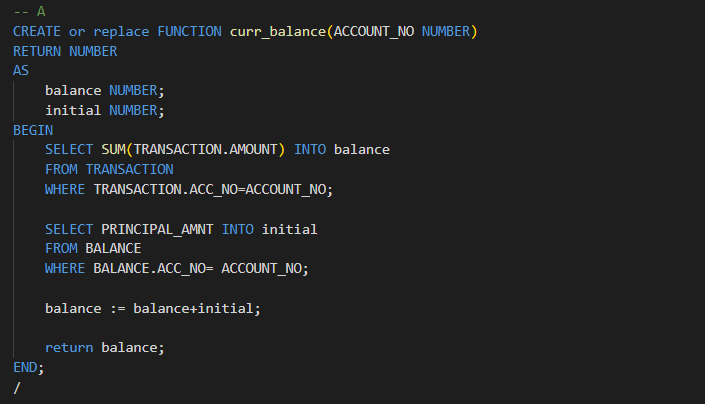 -- A
CREATE or replace FUNCTION curr_balance(ACCOUNT_NO NUMBER)
RETURN NUMBER
AS
balance NUMBER;
initial NUMBER;
BEGIN
SELECT SUM(TRANSACTION.AMOUNT) INTO balance
FROM TRANSACTION
WHERE TRANSACTION.ACC_NO=ACCOUNT_NO;
SELECT PRINCIPAL_AMNT INTO initial
FROM BALANCE
WHERE BALANCE.ACC_NO= ACCOUNT_NO;
balance := balance+initial;
return balance;
END;
/